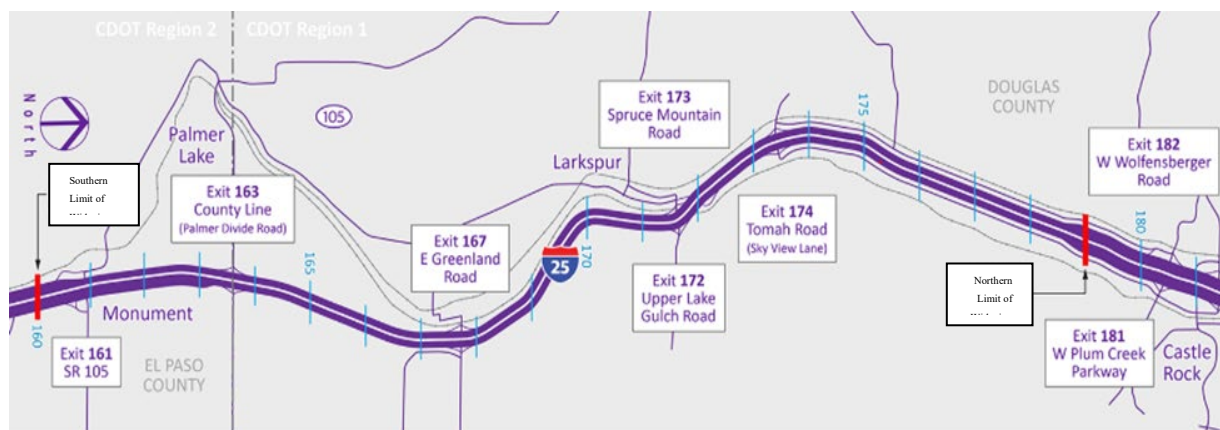 CDOT Region 2
CDOT Region 1
North
Palmer
Lake
105
Southern
Limit of
Exit 163
County Line
(Palmer Divide Road)
160
Monument
Exit 161
SR 105
EL PASO
COUNTY
165
Exit 167
E Greenland
Road
Larkspur
25
170
Exit 173
Spruce Mountain
Road
Exit 172
Upper Lake
Gulch Road
Exit 174
Tomah Road
(Sky View Lane)
175
DOUGLAS
COUNTY
Northern
Limit of
180
Exit 182
W Wolfensberger
Road
Exit 181
W Plum Creek
Parkway
Castle
Rock